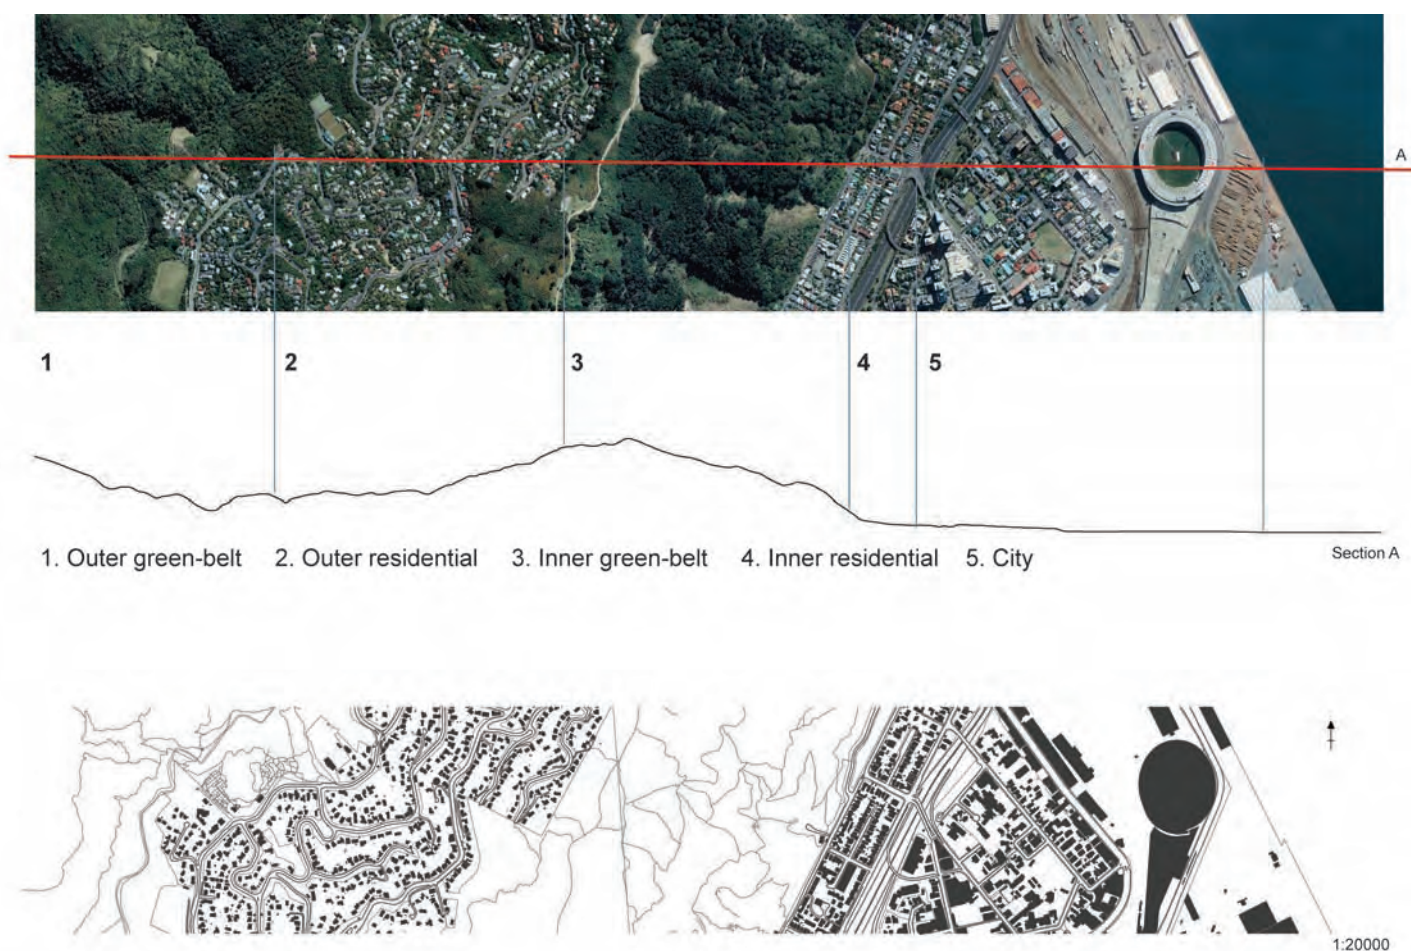 A
1 2 3 4 5
1. Outer green-belt 2. Outer residential 3. Inner green-belt 4. Inner residential 5. City
Section A
1:20000